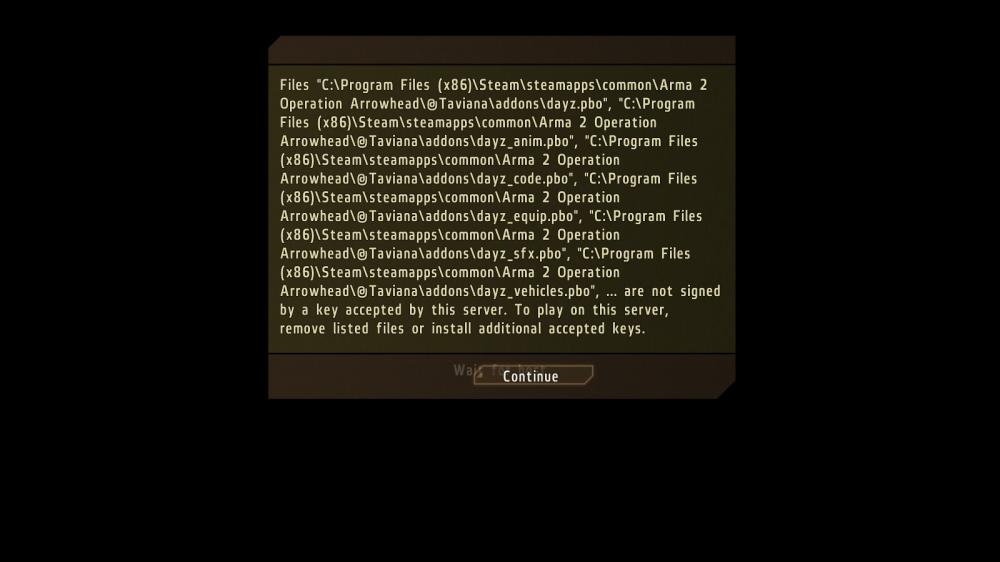 Files "C:\Program Files (x86)\Steam\steamapps\common\Arma 2
Operation Arrowhead\@Taviana\addons\dayz.pbo", "C:\Program
Files (x86)\Steam\steamapps\common\Arma 2 Operation
Arrowhead\@Taviana\addons\dayz_anim.pbo", "C:\Program Files
(x86)\Steam\steamapps\common\Arma 2 Operation
Arrowhead\@Taviana\addons\dayz_code.pbo", "C:\Program Files
(x86)\Steam\steamapps\common\Arma 2 Operation
Arrowhead\@Taviana\addons\dayz_equip.pbo", "C:\Program Files
(x86)\Steam\steamapps\common\Arma 2 Operation
Arrowhead\@Taviana\addons\dayz_sfx.pbo", "C:\Program Files
(x86)\Steam\steamapps\common\Arma 2 Operation
Arrowhead\@Taviana\addons\dayz_vehicles.pbo", ... are not signed
by a key accepted by this server. To play on this server,
remove listed files or install additional accepted keys.
Continue